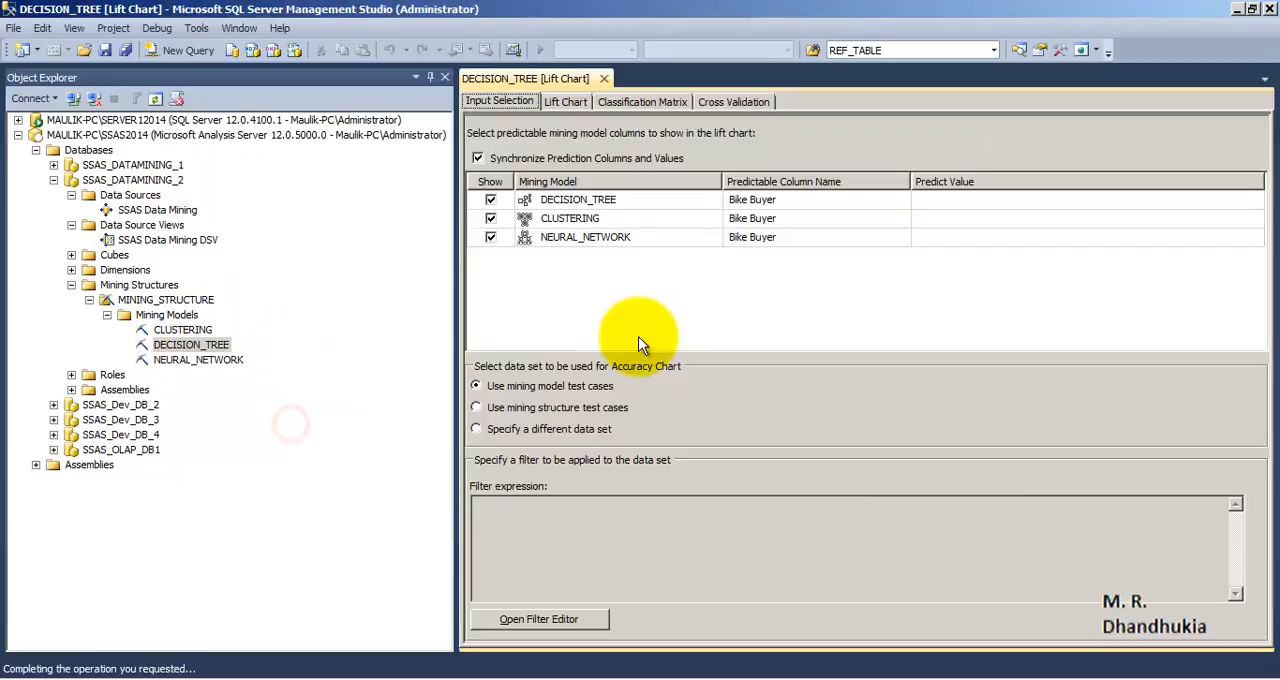 DECISION_TREE [Lift Chart] - Microsoft SQL Server Management Studio (Administrator)
File Edit View Project Debug Tools Window Help
New Query REF_TABLE
Object Explorer
Connect
MAULIK-PC\SERVER12014 (SQL Server 12.0.4100.1 - Maulik-PC\Administrator)
MAULIK-PC\SSAS2014 (Microsoft Analysis Server 12.0.5000.0 - Maulik-PC\Administrator)
Databases
SSAS_DATAMINING_1
SSAS_DATAMINING_2
Data Sources
SSAS Data Mining
Data Source Views
SSAS Data Mining DSV
Cubes
Dimensions
Mining Structures
MINING_STRUCTURE
Mining Models
CLUSTERING
DECISION_TREE
NEURAL_NETWORK
Roles
Assemblies
SSAS_Dev_DB_2
SSAS_Dev_DB_3
SSAS_Dev_DB_4
SSAS_OLAP_DB1
Assemblies
DECISION_TREE [Lift Chart]
Input Selection Lift Chart Classification Matrix Cross Validation
Select predictable mining model columns to show in the lift chart:
Synchronize Prediction Columns and Values
Show Mining Model Predictable Column Name Predict Value
DECISION_TREE Bike Buyer
CLUSTERING Bike Buyer
NEURAL_NETWORK Bike Buyer
Select data set to be used for Accuracy Chart
Use mining model test cases
Use mining structure test cases
Specify a different data set
Specify a filter to be applied to the data set
Filter expression:
Open Filter Editor
M. R.
Dhandhukia
Completing the operation you requested...